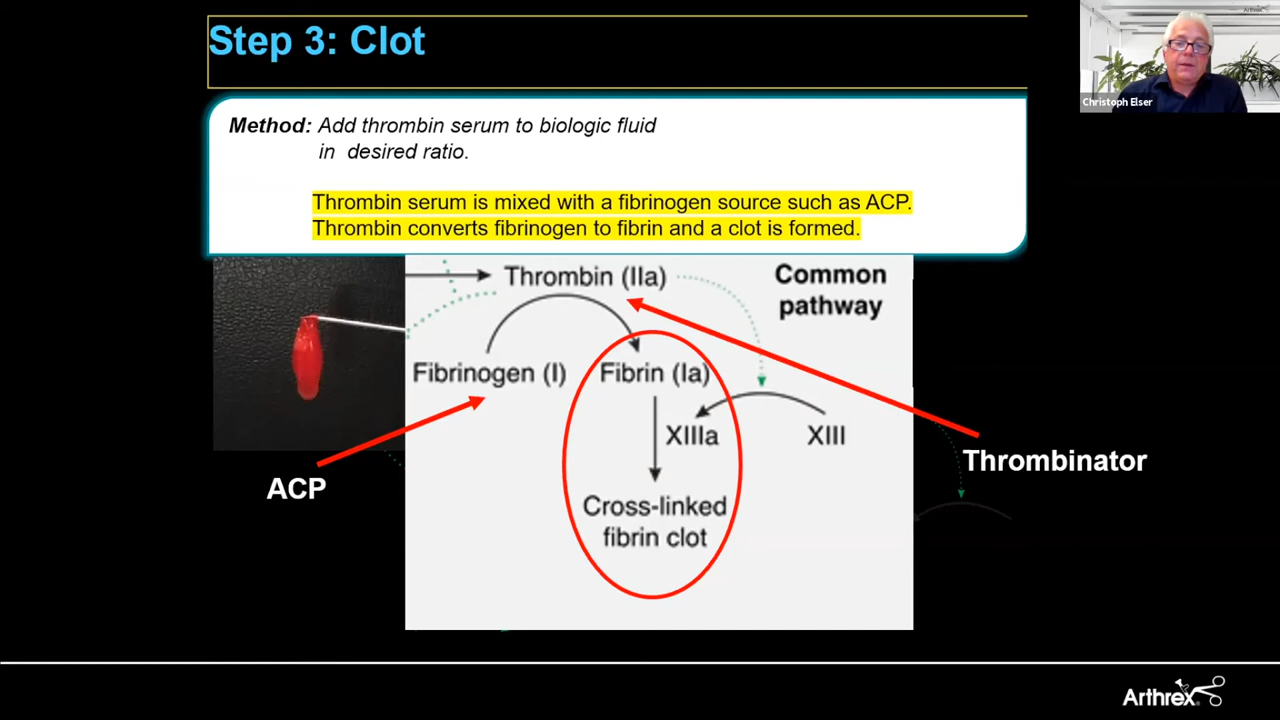 Step 3: Clot
Arthrex
Christoph Elser
Method: Add thrombin serum to biologic fluid
in desired ratio.
Thrombin serum is mixed with a fibrinogen source such as ACP.
Thrombin converts fibrinogen to fibrin and a clot is formed.
Thrombin (IIa)
Common
pathway
Fibrinogen (I)
Fibrin (Ia)
XIIIa
XIII
Thrombinator
ACP
Cross-linked
fibrin clot
Arthrex